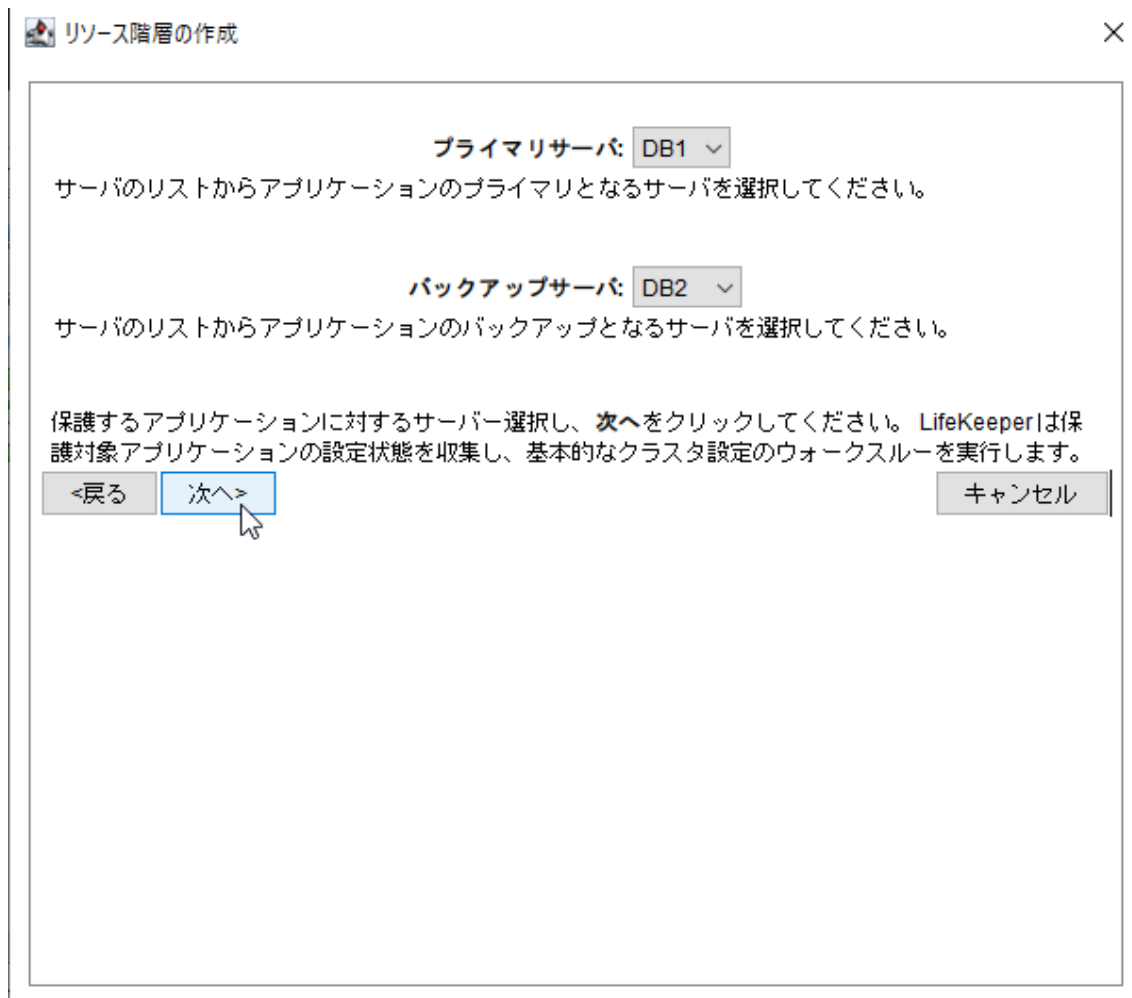 リソース階層の作成
プライマリサーバ: DB1
サーバのリストからアプリケーションのプライマリとなるサーバを選択してください。
バックアップサーバ: DB2
サーバのリストからアプリケーションのバックアップとなるサーバを選択してください。
保護するアプリケーションに対するサーバー選択し、次へをクリックしてください。 LifeKeeperは保
護対象アプリケーションの設定状態を収集し、基本的なクラスタ設定のウォークスルーを実行します。
<戻る 次へ> キャンセル